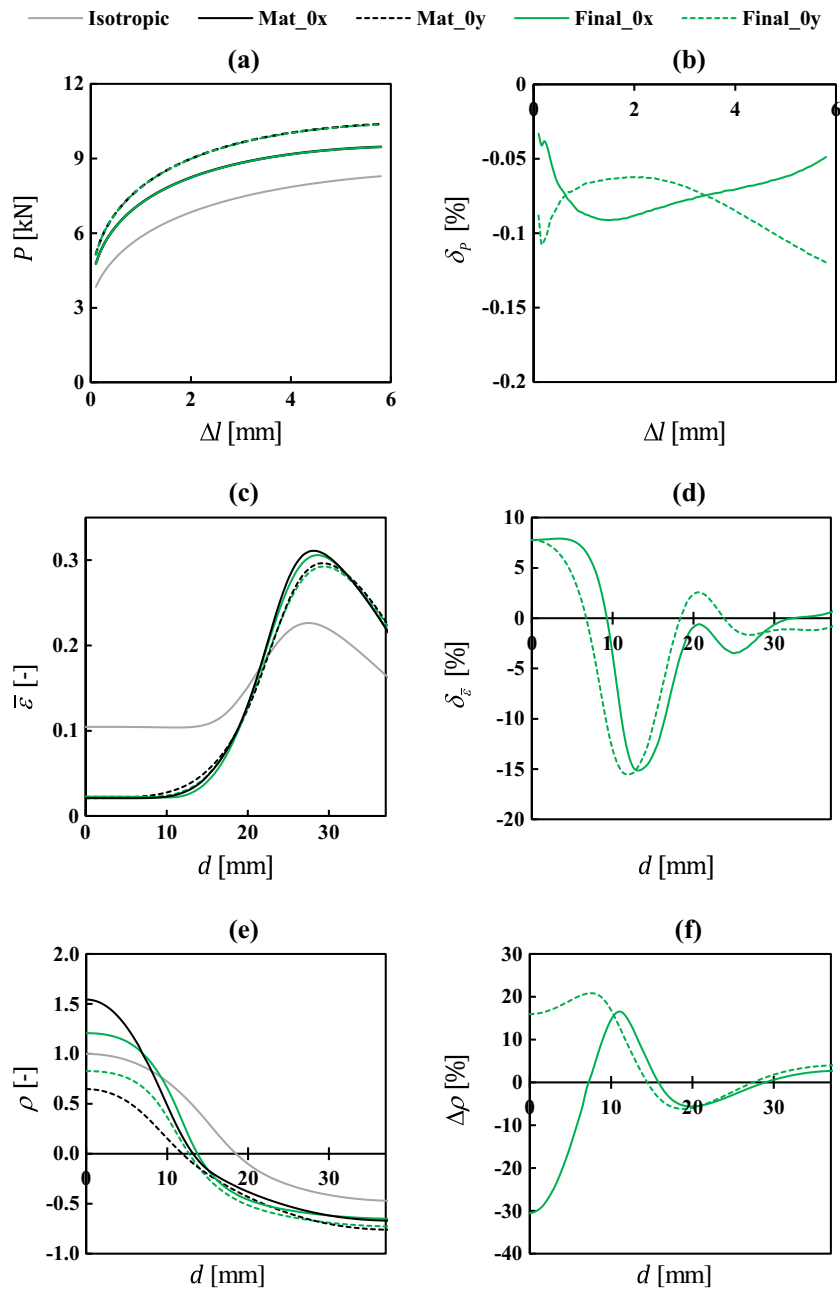 Isotropic Mat_0x Mat_0y Final_0x Final_0y
(a) (b)
12
9
6
3
0
P [kN]
0 2 4 6
Δl [mm]
0
-0.05
-0.1
-0.15
-0.2
δP [%]
0 2 4 6
Δl [mm]
(c) (d)
0.3
0.2
0.1
0
ε̅ [-]
0 10 20 30
d [mm]
10
5
0
-5
-10
-15
-20
δε̅ [%]
0 10 20 30
d [mm]
(e) (f)
2.0
1.5
1.0
0.5
0.0
-0.5
-1.0
ρ [-]
0 10 20 30
d [mm]
30
20
10
0
-10
-20
-30
-40
Δρ [%]
0 10 20 30
d [mm]